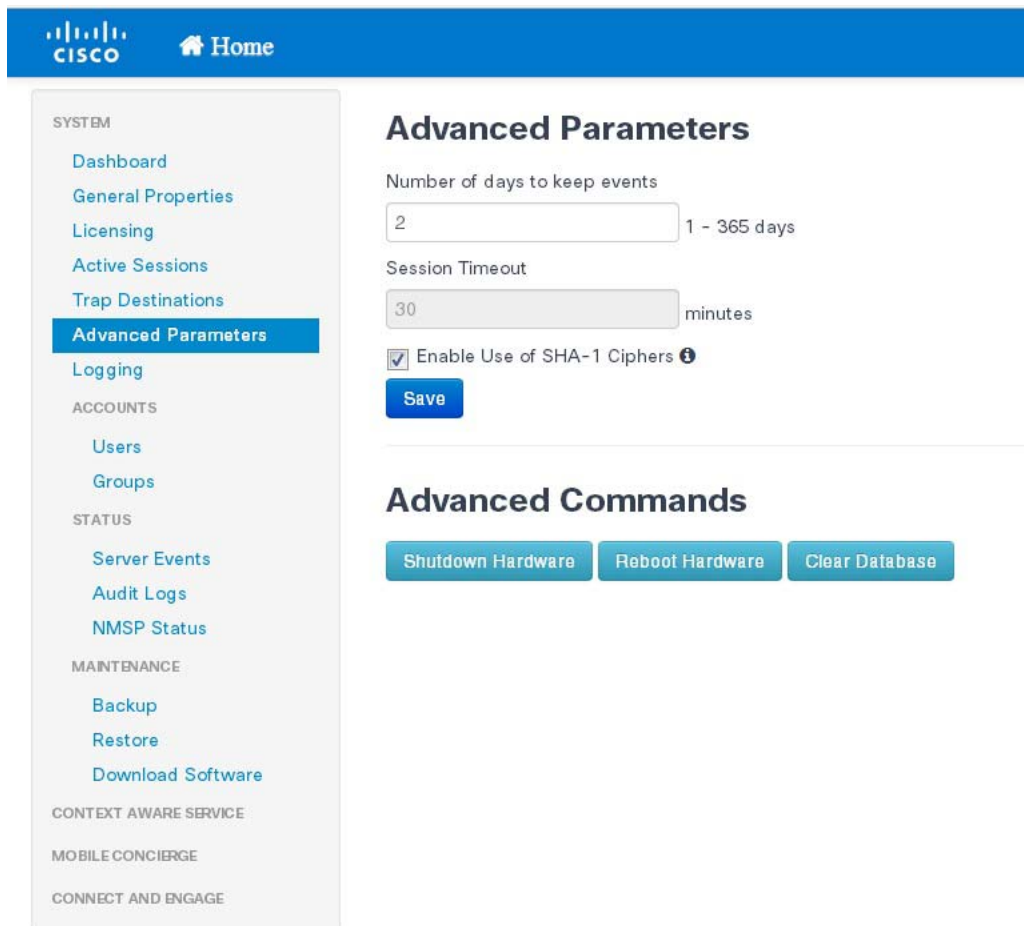 CISCO
Home
SYSTEM
Dashboard
General Properties
Licensing
Active Sessions
Trap Destinations
Advanced Parameters
Logging
ACCOUNTS
Users
Groups
STATUS
Server Events
Audit Logs
NMSP Status
MAINTENANCE
Backup
Restore
Download Software
CONTEXT AWARE SERVICE
MOBILE CONCIERGE
CONNECT AND ENGAGE
Advanced Parameters
Number of days to keep events
2 1 - 365 days
Session Timeout
30 minutes
Enable Use of SHA-1 Ciphers
Save
Advanced Commands
Shutdown Hardware Reboot Hardware Clear Database